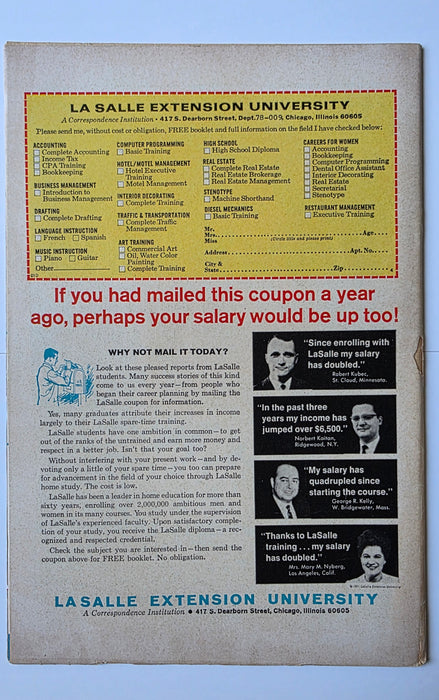 LA SALLE EXTENSION UNIVERSITY
A Correspondence Institution • 417 S. Dearborn Street, Dept. 78-009, Chicago, Illinois 60605
Please send me, without cost or obligation, FREE booklet and full information on the field I have checked below:
ACCOUNTING
Complete Accounting
Income Tax
CPA Training
Bookkeeping
BUSINESS MANAGEMENT
Introduction to
Business Management
DRAFTING
Complete Drafting
LANGUAGE INSTRUCTION
French Spanish
MUSIC INSTRUCTION
Piano Guitar
Other
COMPUTER PROGRAMMING
Basic Training
HOTEL/MOTEL MANAGEMENT
Hotel Executive
Training
Motel Management
INTERIOR DECORATING
Complete Training
TRAFFIC & TRANSPORTATION
Complete Traffic
Management
ART TRAINING
Commercial Art
Oil, Water Color
Painting
Complete Training
HIGH SCHOOL
High School Diploma
REAL ESTATE
Complete Real Estate
Real Estate Brokerage
Real Estate Management
STENOTYPE
Machine Shorthand
DIESEL MECHANICS
Basic Training
CAREERS FOR WOMEN
Accounting
Bookkeeping
Computer Programming
Dental Office Assistant
Interior Decorating
Real Estate
Secretarial
Stenotype
RESTAURANT MANAGEMENT
Executive Training
Mr.
Mrs. Age
Miss (Circle title and please print)
Address Apt. No.
City &
State Zip
If you had mailed this coupon a year
ago, perhaps your salary would be up too!
WHY NOT MAIL IT TODAY?
Look at these pleased reports from LaSalle
students. Many success stories of this kind
come to us every year—from people who
began their career planning by mailing the
LaSalle coupon for information.
Yes, many graduates attribute their increases in income
largely to their LaSalle spare-time training.
LaSalle students have one ambition in common—to get
out of the ranks of the untrained and earn more money and
respect in a better job. Isn't that your goal too?
Without interfering with your present work—and by de-
voting only a little of your spare time—you too can prepare
for advancement in the field of your choice through LaSalle
home study. The cost is low.
LaSalle has been a leader in home education for more than
sixty years, enrolling over 2,000,000 ambitious men and
women in its many courses. You study under the supervision
of LaSalle's experienced faculty. Upon satisfactory comple-
tion of your study, you receive the LaSalle diploma—a rec-
ognized and respected credential.
Check the subject you are interested in—then send the
coupon above for FREE booklet. No obligation.
"Since enrolling with
LaSalle my salary
has doubled."
Robert Kubec,
St. Cloud, Minnesota.
"In the past three
years my income has
jumped over $6,500."
Norbert Kaiton,
Ridgewood, N.Y.
"My salary has
quadrupled since
starting the course."
George R. Kelly,
W. Bridgewater, Mass.
"Thanks to LaSalle
training . . . my salary
has doubled."
Mrs. Mary M. Nyberg,
Los Angeles, Calif.
LASALLE EXTENSION UNIVERSITY
A Correspondence Institution • 417 S. Dearborn Street, Chicago, Illinois 60605